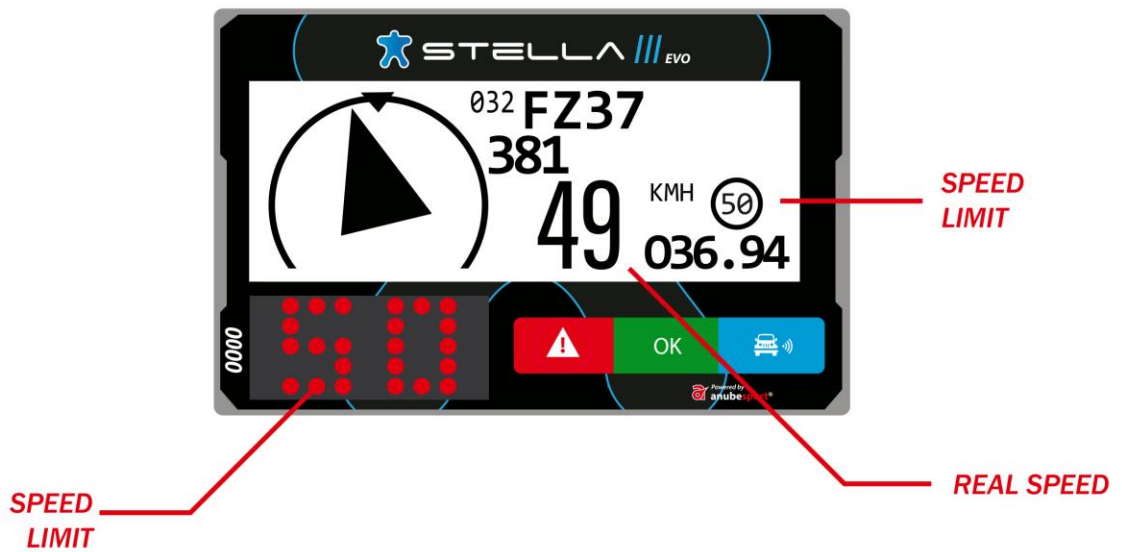 STELLA III EVO
032 FZ37
381
49 KMH 50
036.94
SPEED
LIMIT
50
0000
OK
Powered by
anubesport®
REAL SPEED
SPEED
LIMIT